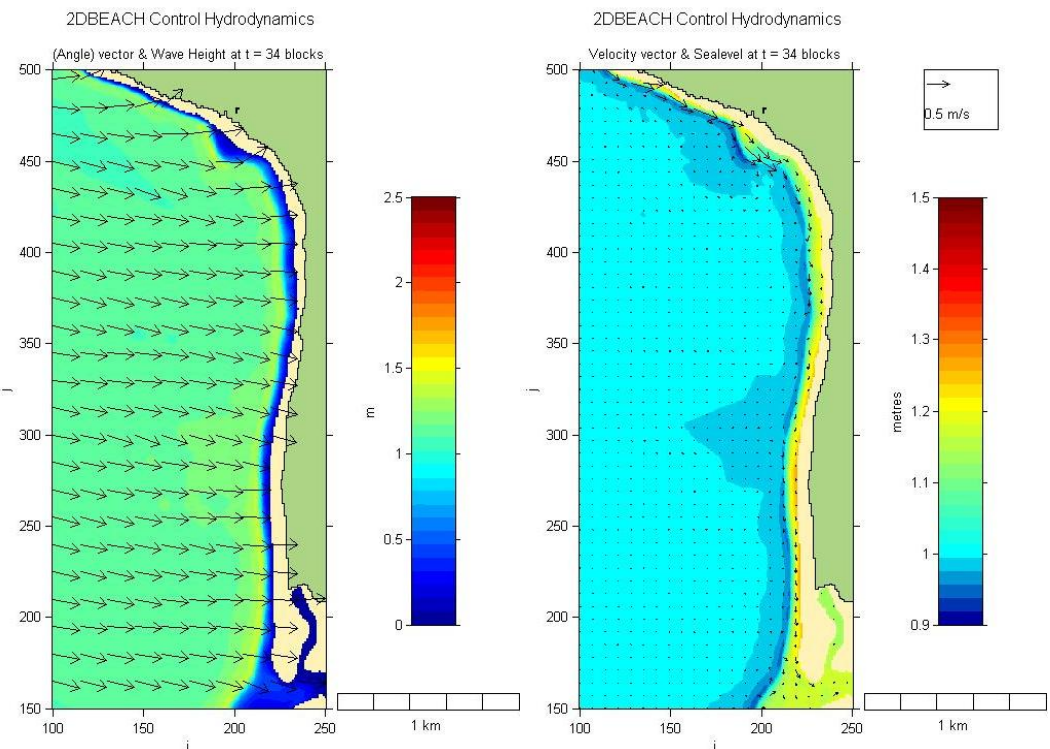 2DBEACH Control Hydrodynamics
(Angle) vector & Wave Height at t = 34 blocks
500
450
400
350
300
250
200
150
100
150
200
250
j
i
r
2.5
2
1.5
1
0.5
0
m
1 km
2DBEACH Control Hydrodynamics
Velocity vector & Sealevel at t = 34 blocks
500
450
400
350
300
250
200
150
100
150
200
250
j
i
r
0.5 m/s
1.5
1.4
1.3
1.2
1.1
1
0.9
metres
1 km